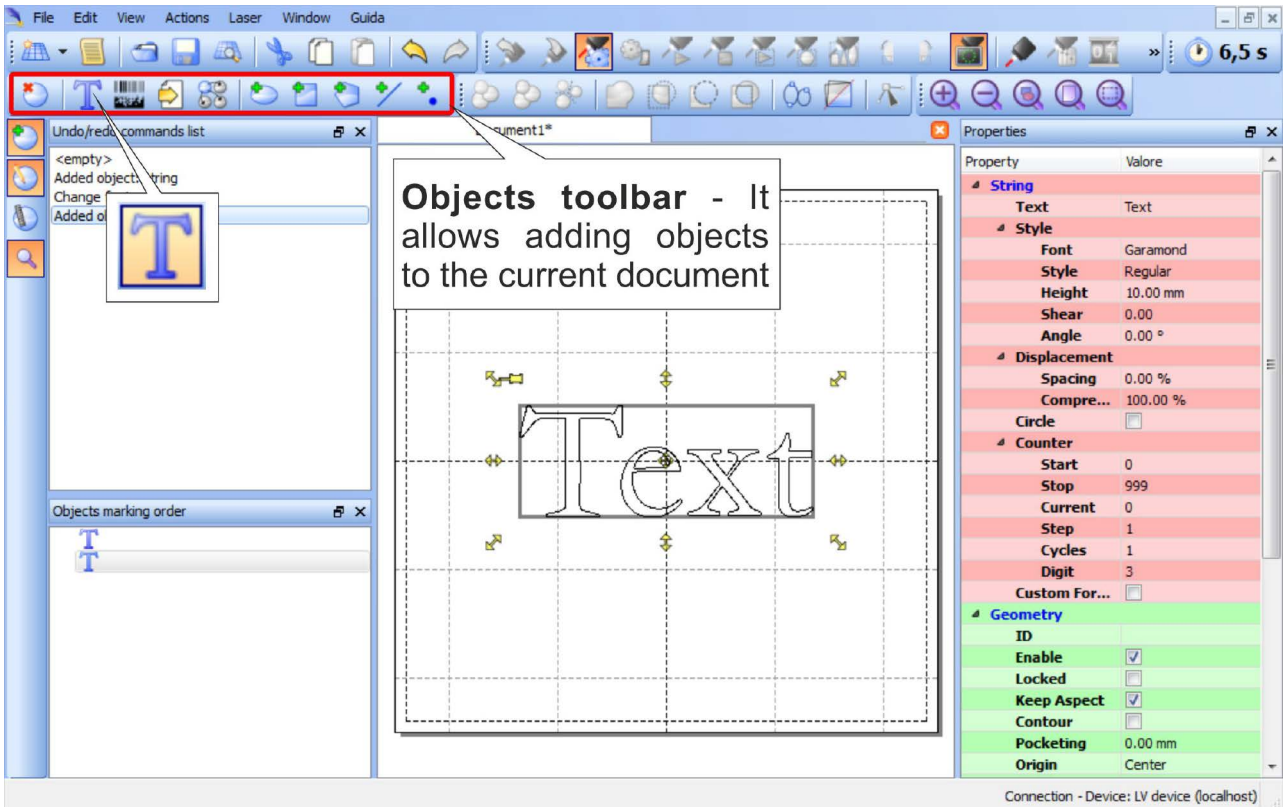 File Edit View Actions Laser Window Guida
» 6,5 s
Undo/redo commands list
<empty>
Added object: string
Change
Added
T
Objects marking order
T
T
ument1*
Objects toolbar - It
allows adding objects
to the current document
Text
Properties
Property Valore
String
Text Text
Style
Font Garamond
Style Regular
Height 10.00 mm
Shear 0.00
Angle 0.00 °
Displacement
Spacing 0.00 %
Compre... 100.00 %
Circle
Counter
Start 0
Stop 999
Current 0
Step 1
Cycles 1
Digit 3
Custom For...
Geometry
ID
Enable
Locked
Keep Aspect
Contour
Pocketing 0.00 mm
Origin Center
Connection - Device: LV device (localhost)